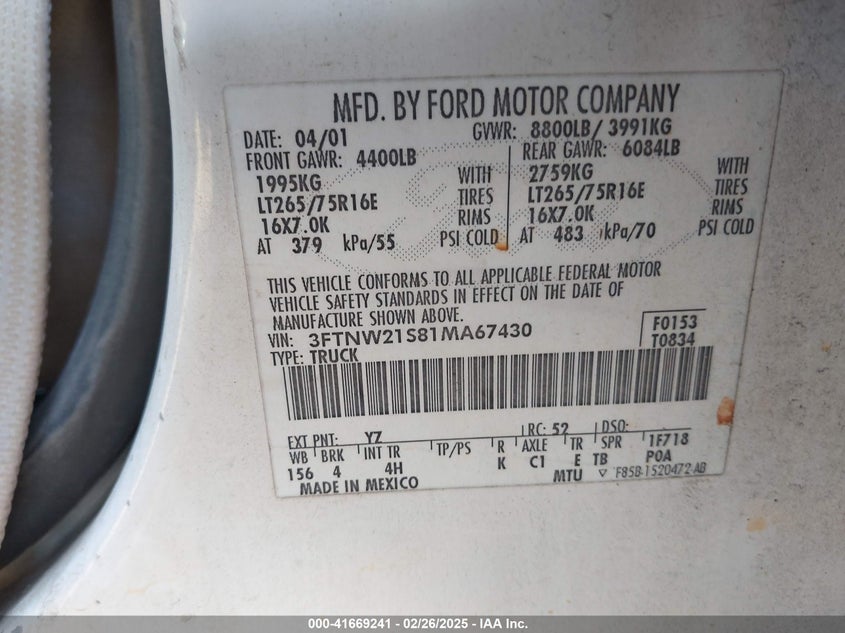 MFD. BY FORD MOTOR COMPANY
DATE: 04/01 GVWR: 8800LB/ 3991KG
FRONT GAWR: 4400LB REAR GAWR: 6084LB
1995KG WITH 2759KG WITH
LT265/75R16E TIRES LT265/75R16E TIRES
16X7.0K RIMS 16X7.0K RIMS
AT 379 kPa/55 PSI COLD AT 483 kPa/70 PSI COLD
THIS VEHICLE CONFORMS TO ALL APPLICABLE FEDERAL MOTOR
VEHICLE SAFETY STANDARDS IN EFFECT ON THE DATE OF
MANUFACTURE SHOWN ABOVE.
VIN: 3FTNW21S81MA67430 F0153
TYPE: TRUCK T0834
EXT PNT: YZ RC: 52 DSO:
WB BRK INT TR TP/PS R AXLE TR SPR 1F718
156 4 4H K C1 E TB POA
MADE IN MEXICO MTU ▽ F85B-1520472-AB
000-41669241 - 02/26/2025 - IAA Inc.